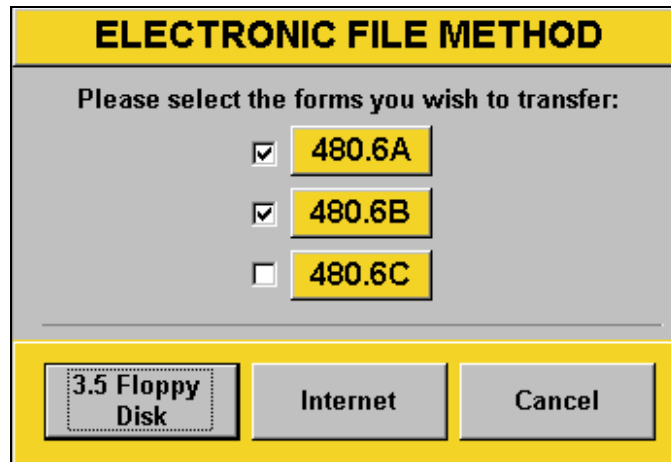 ELECTRONIC FILE METHOD
Please select the forms you wish to transfer:
480.6A
480.6B
480.6C
3.5 Floppy
Disk
Internet
Cancel